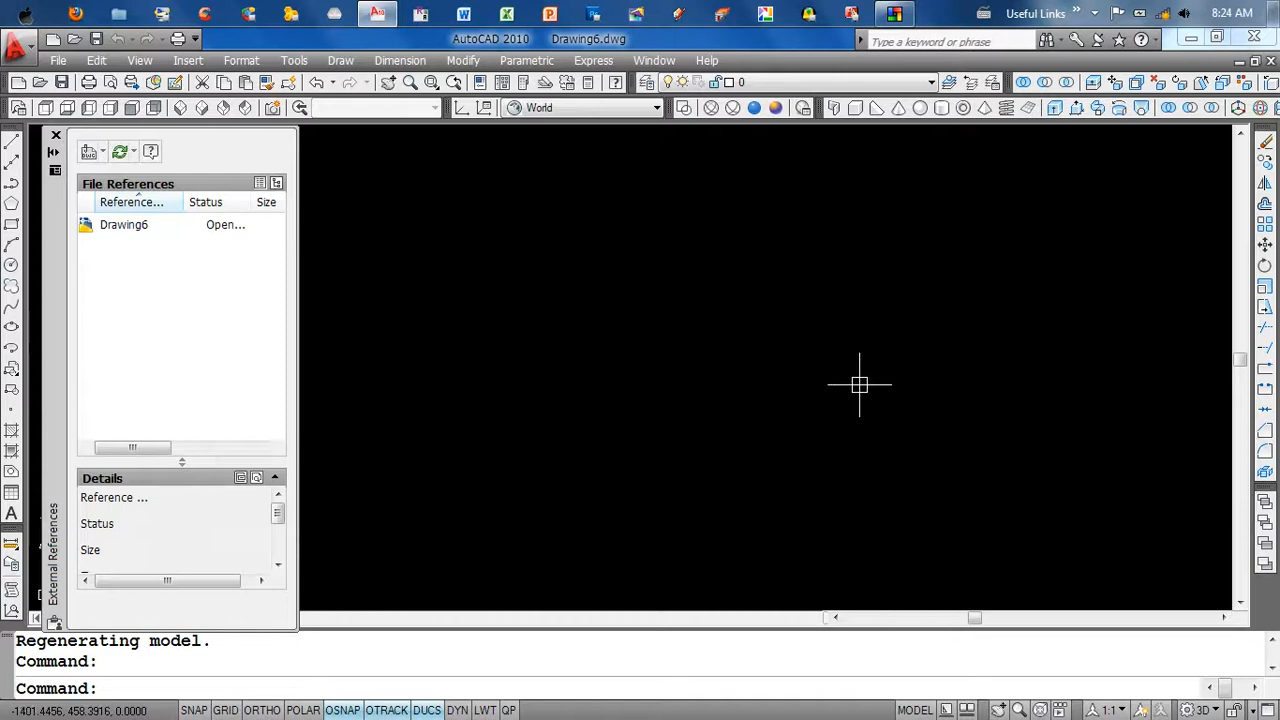 Useful Links
8:24 AM
AutoCAD 2010 Drawing6.dwg
Type a keyword or phrase
File Edit View Insert Format Tools Draw Dimension Modify Parametric Express Window Help
0
World
File References
Reference... Status Size
Drawing6 Open...
Details
Reference ...
Status
Size
External References
Regenerating model.
Command:
Command:
-1401.4456, 458.3916, 0.0000 SNAP GRID ORTHO POLAR OSNAP OTRACK DUCS DYN LWT QP MODEL 1:1 3D